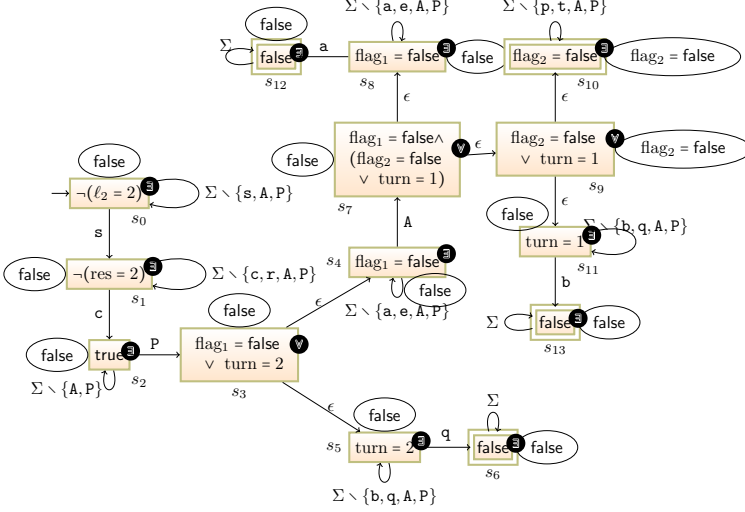 Σ∖{a,e,A,P}
Σ∖{p,t,A,P}
false
Σ
false
∃
a
flag₁ = false
∃
false
flag₂ = false
∃
flag₂ = false
s₁₂
s₈
s₁₀
ϵ
ϵ
false
flag₁ = false∧
(flag₂ = false
∨ turn = 1)
∀
ϵ
flag₂ = false
∨ turn = 1
∀
flag₂ = false
false
s₇
s₉
¬(ℓ₂ = 2)
∃
Σ∖{s,A,P}
s₀
A
ϵ
false
s
turn = 1
∃
Σ∖{b,q,A,P}
s₁₁
false
¬(res = 2)
∃
Σ∖{c,r,A,P}
s₁
s₄
flag₁ = false
∃
false
Σ∖{a,e,A,P}
b
c
false
ϵ
Σ
false
∃
false
s₁₃
false
true
∃
P
flag₁ = false
∨ turn = 2
∀
s₂
Σ∖{A,P}
s₃
ϵ
false
Σ
s₅
turn = 2
∃
q
false
∃
false
s₆
Σ∖{b,q,A,P}